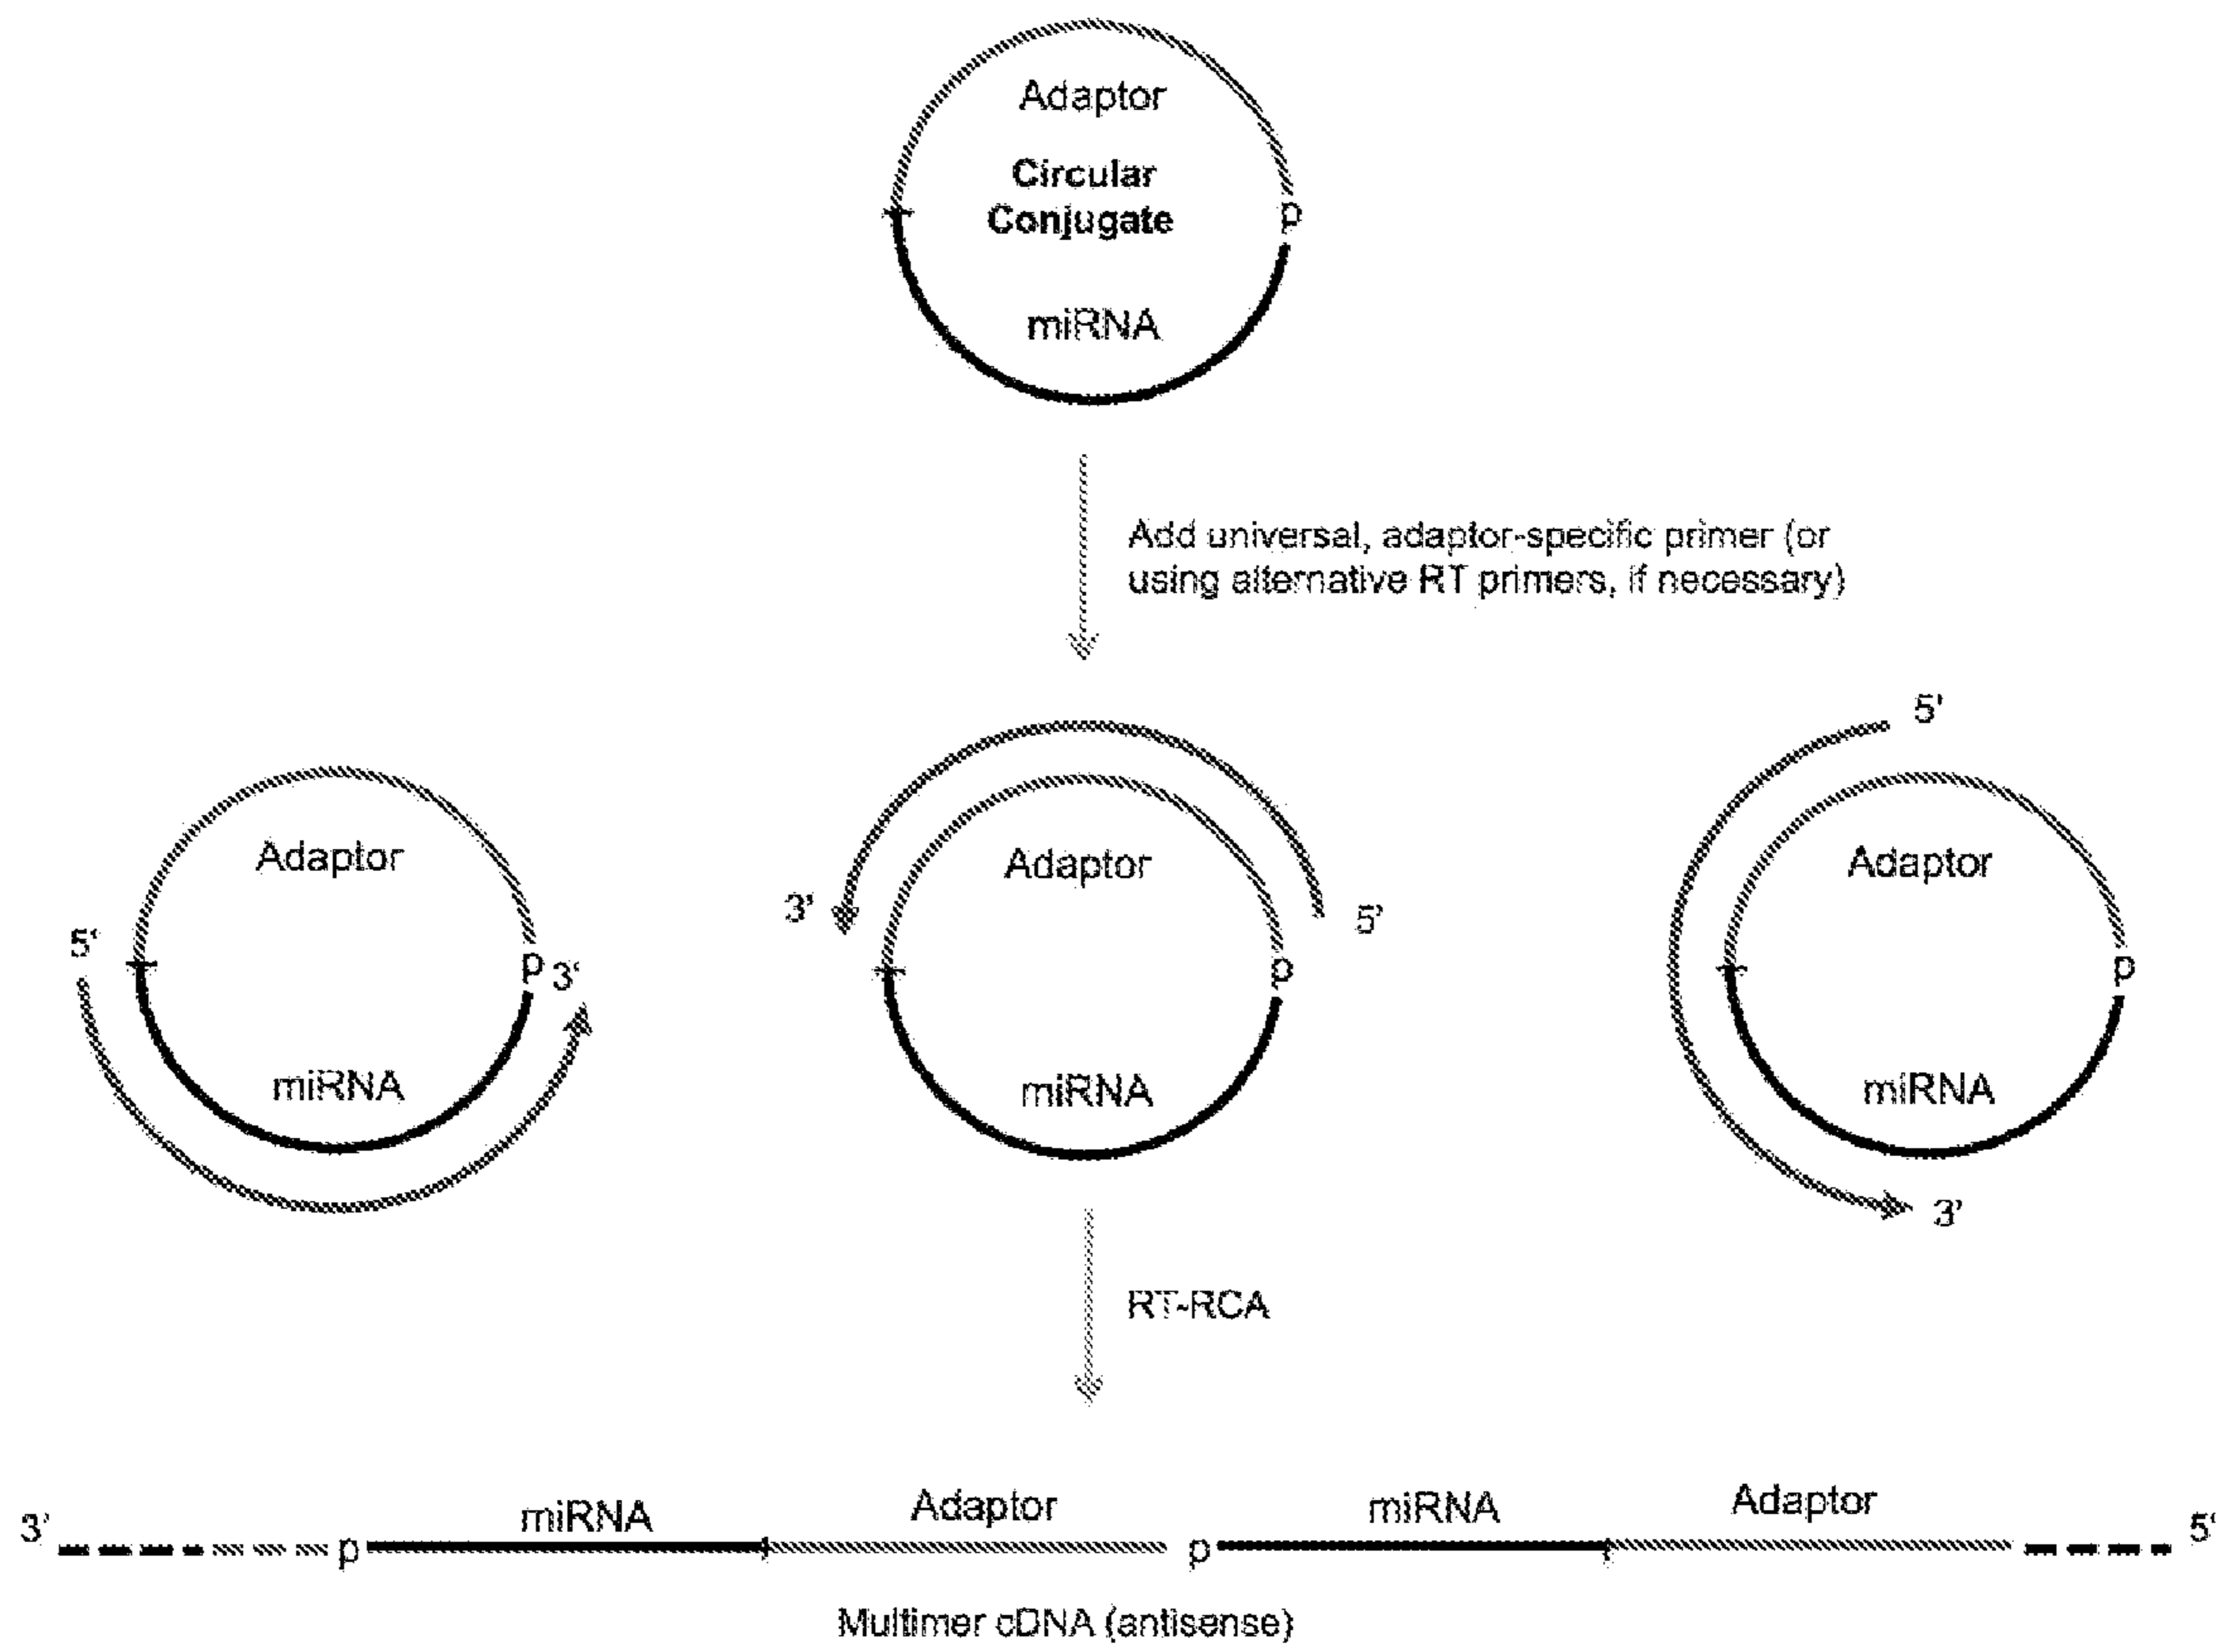 Adaptor
Circular
Conjugate
p
miRNA
Add universal, adaptor-specific primer (or
using alternative RT primers, if necessary)
5'
Adaptor
5'
p
3'
miRNA
3'
Adaptor
5'
p
miRNA
Adaptor
p
miRNA
3'
RT-RCA
3'
p
miRNA
Adaptor
p
miRNA
Adaptor
5'
Multimer cDNA (antisense)